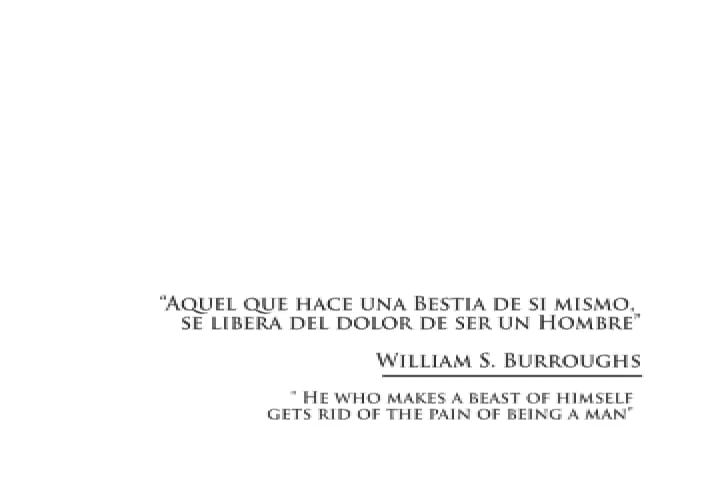 “Aquel que hace una Bestia de si mismo,
se libera del dolor de ser un Hombre”
William S. Burroughs
" He who makes a beast of himself
gets rid of the pain of being a man"